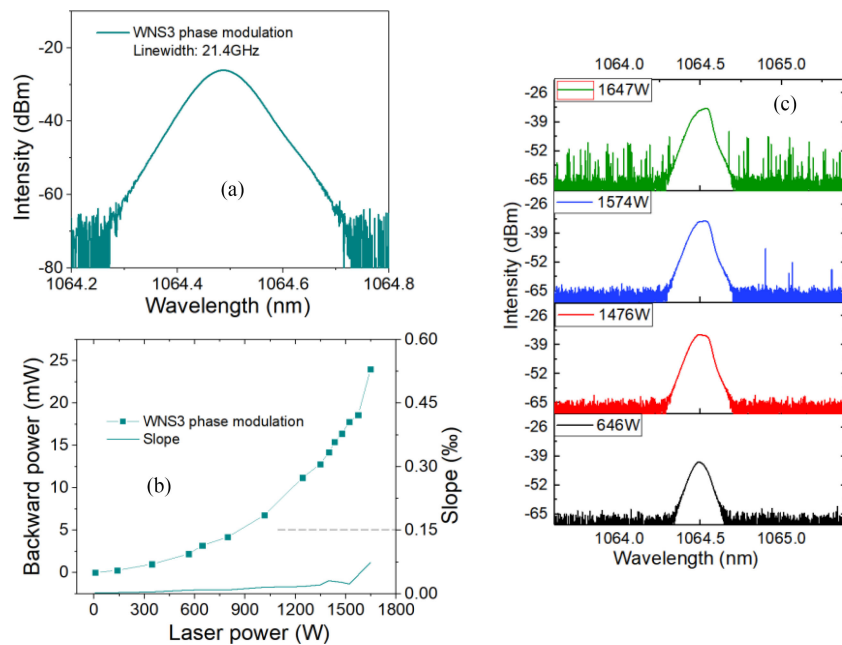 WNS3 phase modulation
Linewidth: 21.4GHz
(a)
-20
-40
-60
-80
Intensity (dBm)
1064.2 1064.4 1064.6 1064.8
Wavelength (nm)
WNS3 phase modulation
Slope
(b)
25
20
15
10
5
0
Backward power (mW)
0.60
0.45
0.30
0.15
0.00
Slope (‰)
0 300 600 900 1200 1500 1800
Laser power (W)
1064.0 1064.5 1065.0
1647W
(c)
-26
-39
-52
-65
1574W
-26
-39
-52
-65
1476W
-26
-39
-52
-65
646W
-26
-39
-52
-65
Intensity (dBm)
1064.0 1064.5 1065.0
Wavelength (nm)